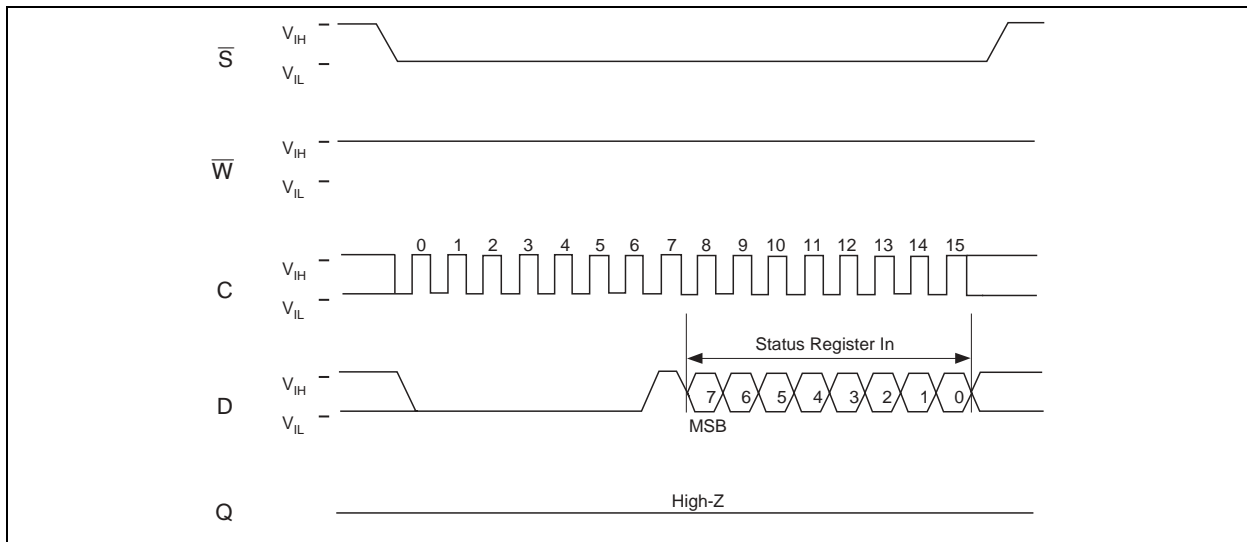 S̅
V_IH
V_IL
W̅
V_IH
V_IL
C
0 1 2 3 4 5 6 7 8 9 10 11 12 13 14 15
V_IH
V_IL
Status Register In
D
V_IH
V_IL
7 6 5 4 3 2 1 0
MSB
Q
High-Z